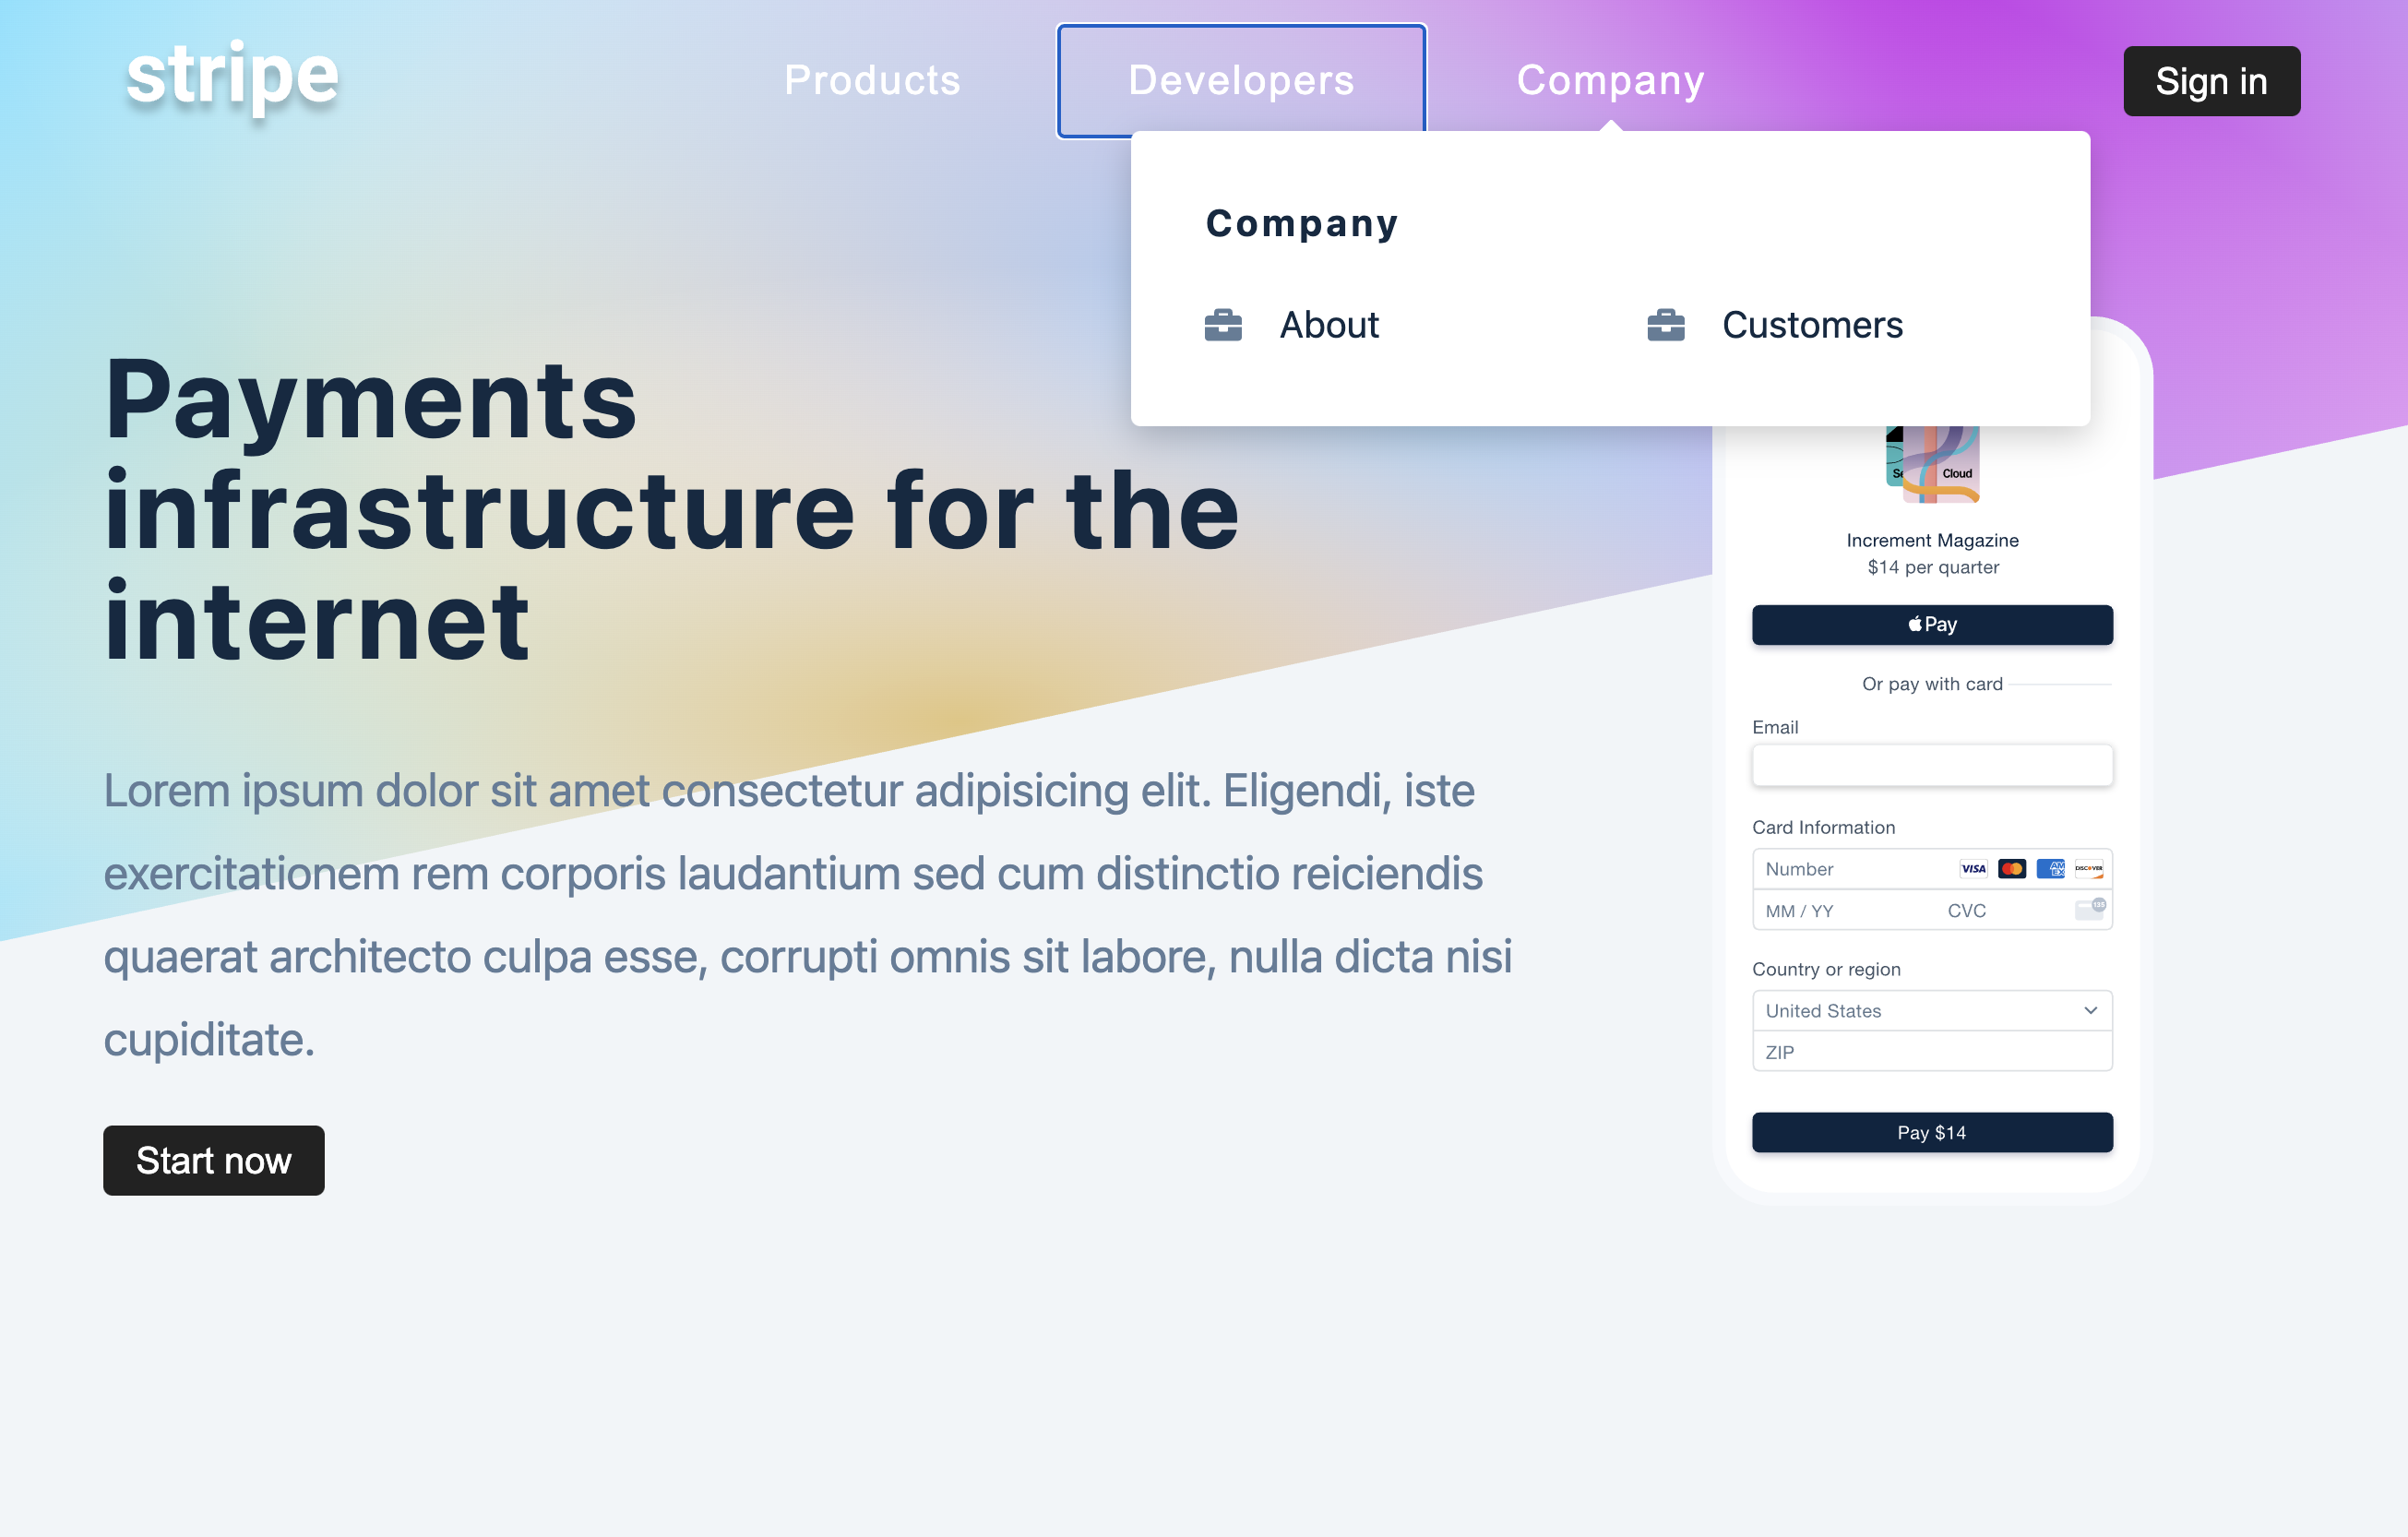 stripe
Products
Developers
Company
Sign in
Company
About
Customers
Payments
infrastructure for the
internet
Lorem ipsum dolor sit amet consectetur adipisicing elit. Eligendi, iste
exercitationem rem corporis laudantium sed cum distinctio reiciendis
quaerat architecto culpa esse, corrupti omnis sit labore, nulla dicta nisi
cupiditate.
Start now
Cloud
Increment Magazine
$14 per quarter
Pay
Or pay with card
Email
Card Information
Number
VISA
AMEX
DISCOVER
MM / YY
CVC
135
Country or region
United States
ZIP
Pay $14